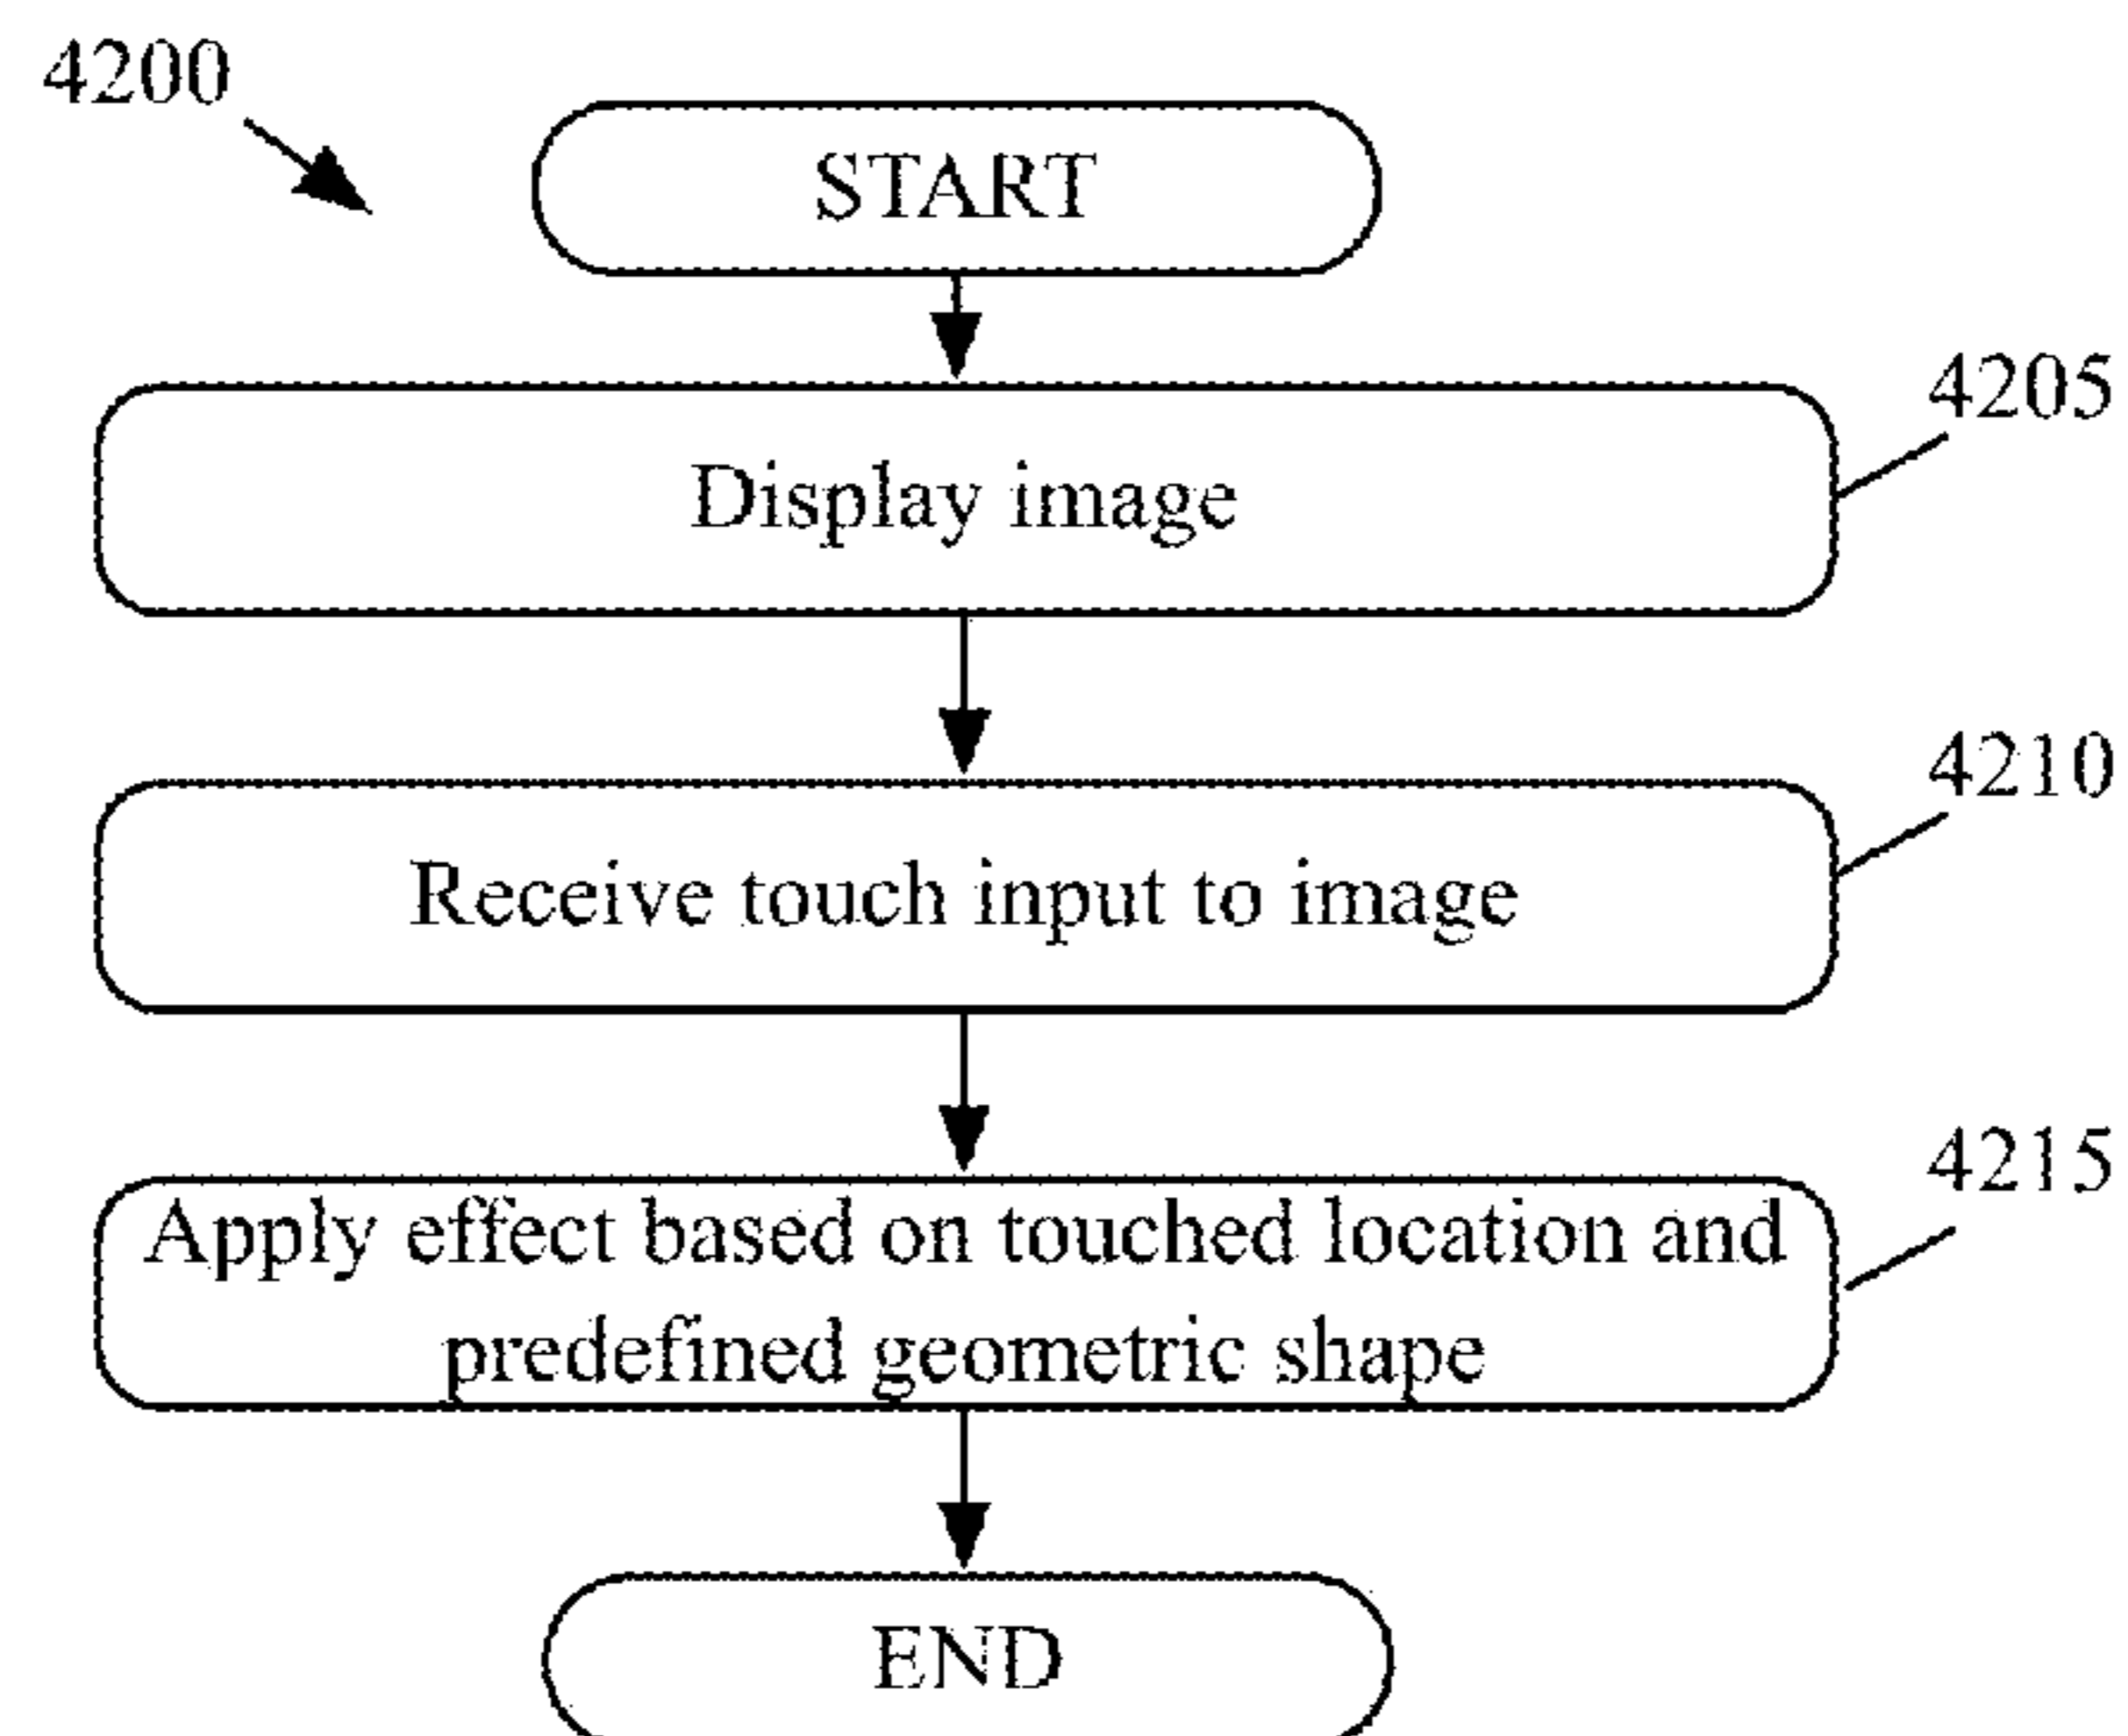 4200
START
4205
Display image
4210
Receive touch input to image
4215
Apply effect based on touched location and
predefined geometric shape
END